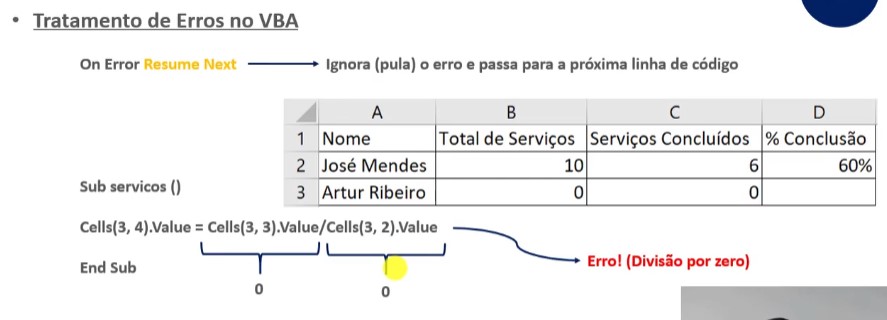 • Tratamento de Erros no VBA
On Error Resume Next Ignora (pula) o erro e passa para a próxima linha de código
A B C D
1 Nome Total de Serviços Serviços Concluídos % Conclusão
2 José Mendes 10 6 60%
3 Artur Ribeiro 0 0
Sub servicos ()
Cells(3, 4).Value = Cells(3, 3).Value/Cells(3, 2).Value
Erro! (Divisão por zero)
End Sub
0 0